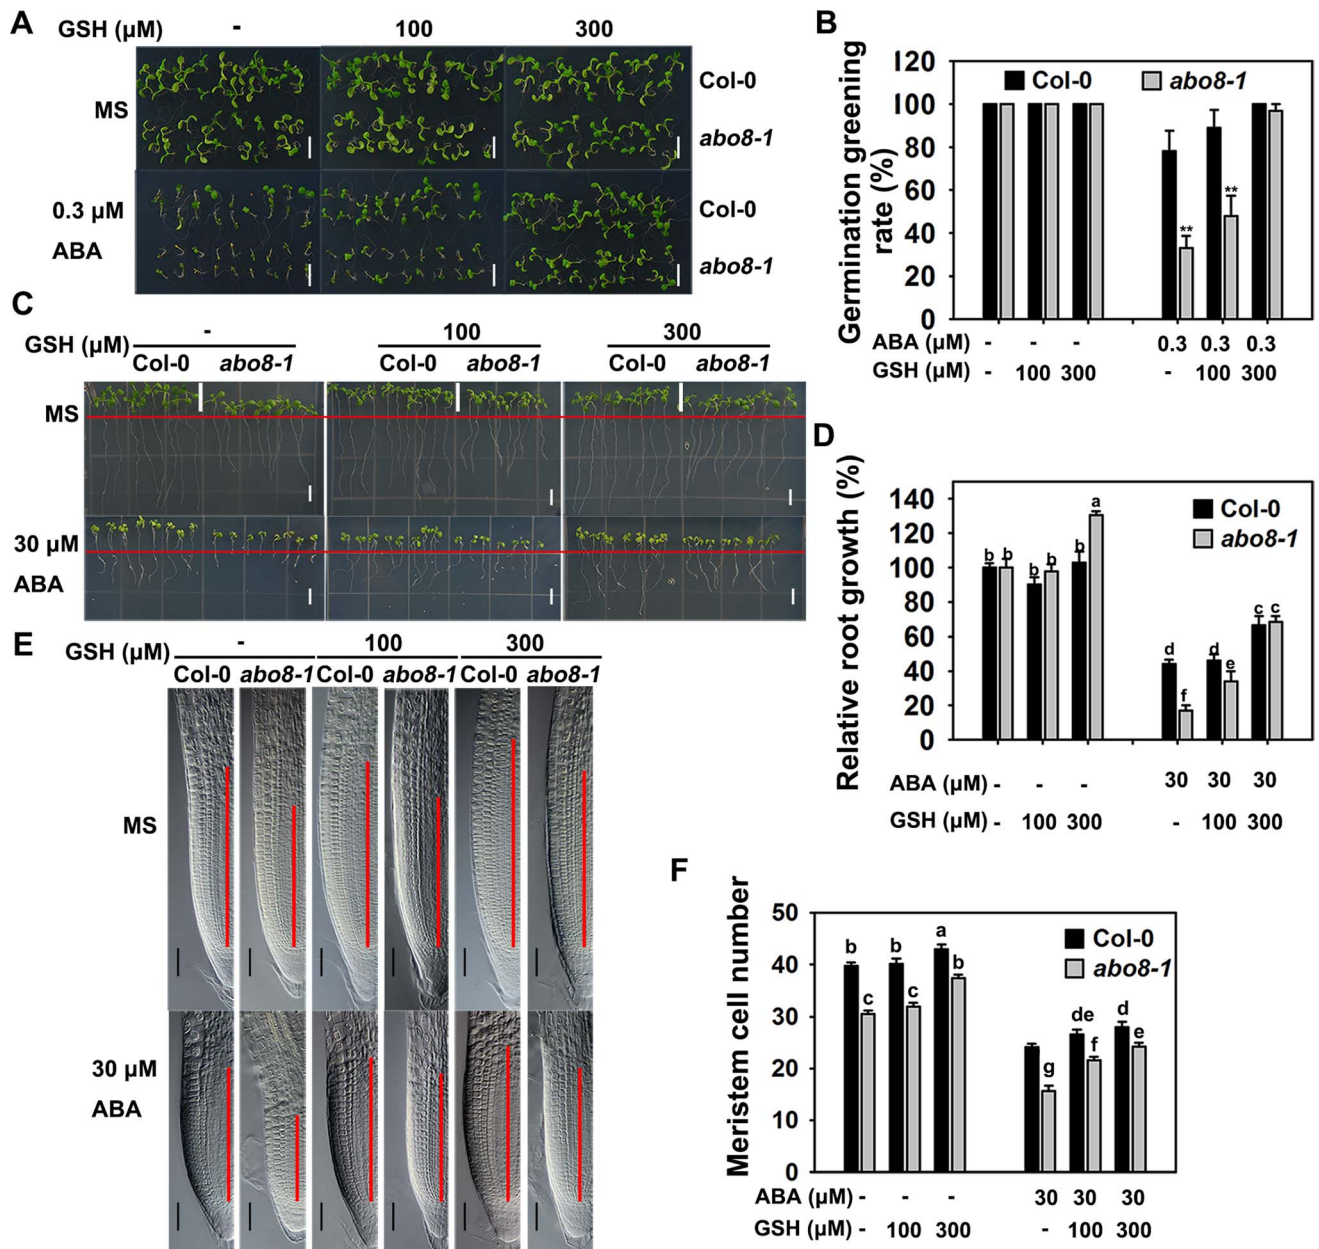 A
GSH (µM) - 100 300
MS
Col-0
abo8-1
0.3 µM
ABA
Col-0
abo8-1
B
Germination greening
rate (%)
120
100
80
60
40
20
0
Col-0 abo8-1
** **
ABA (µM) - - - 0.3 0.3 0.3
GSH (µM) - 100 300 - 100 300
C
GSH (µM) - 100 300
Col-0 abo8-1 Col-0 abo8-1 Col-0 abo8-1
MS
30 µM
ABA
D
Relative root growth (%)
140
120
100
80
60
40
20
0
Col-0
abo8-1
b b b b b a d f d e c c
ABA (µM) - - - 30 30 30
GSH (µM) - 100 300 - 100 300
E
GSH (µM) - 100 300
Col-0 abo8-1 Col-0 abo8-1 Col-0 abo8-1
MS
30 µM
ABA
F
Meristem cell number
50
40
30
20
10
0
Col-0
abo8-1
b c b c a b g de f d e
ABA (µM) - - - 30 30 30
GSH (µM) - 100 300 - 100 300